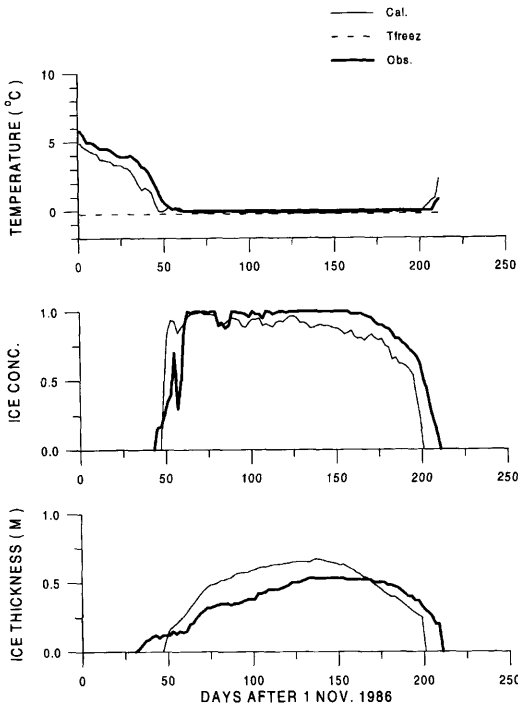 Cal.
Tfreez
Obs.
TEMPERATURE ( °C )
10
5
0
0 50 100 150 200 250
ICE CONC.
1.0
0.5
0.0
0 50 100 150 200 250
ICE THICKNESS ( M )
1.0
0.5
0.0
0 50 100 150 200 250
DAYS AFTER 1 NOV. 1986